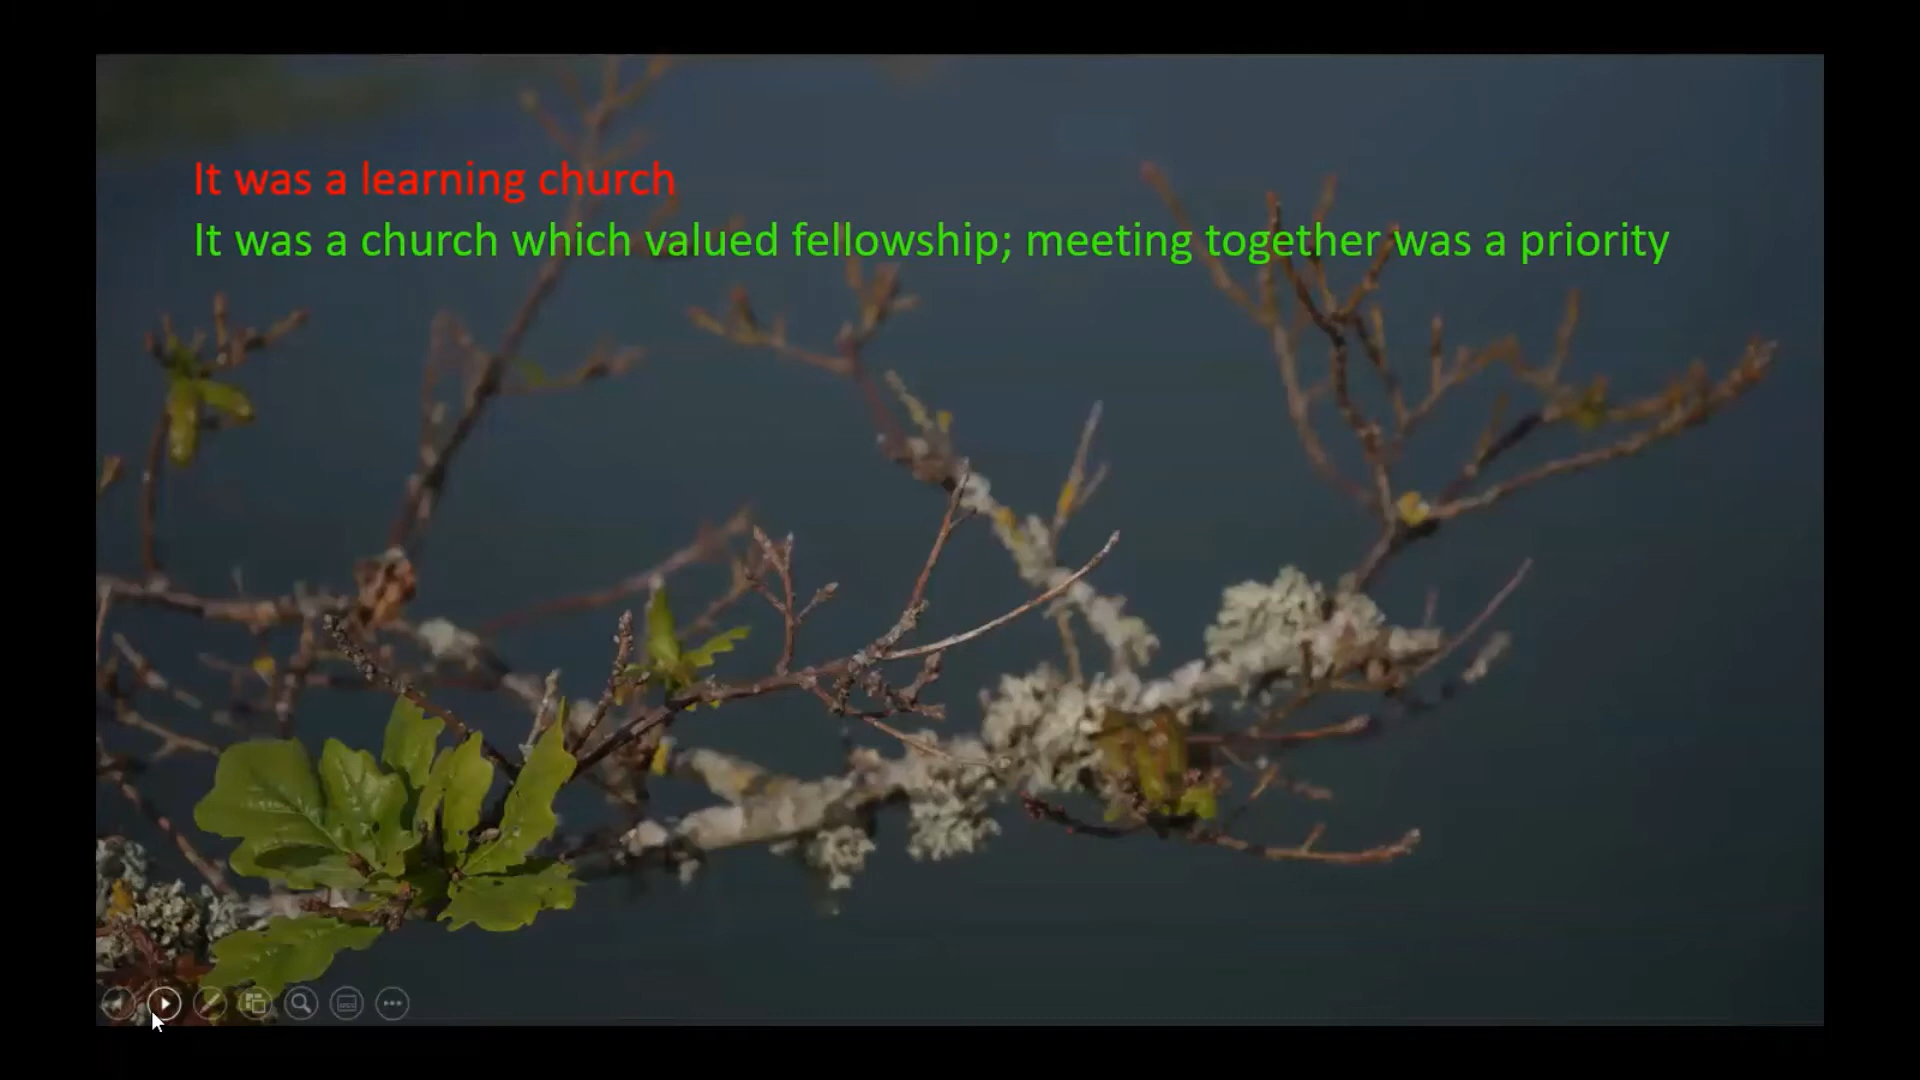 It was a learning church
It was a church which valued fellowship; meeting together was a priority